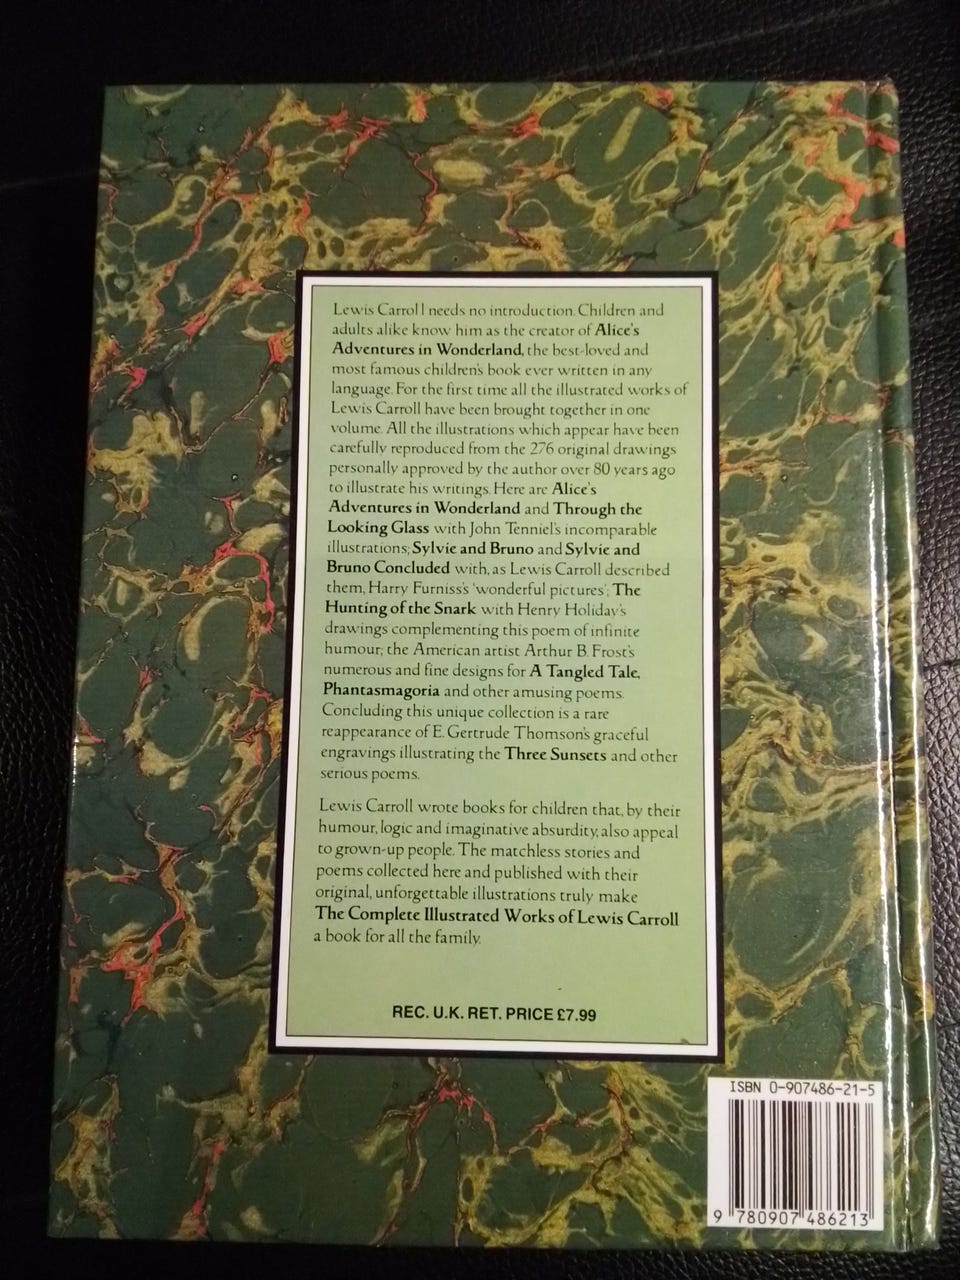 Lewis Carroll needs no introduction. Children and
adults alike know him as the creator of Alice's
Adventures in Wonderland, the best-loved and
most famous children's book ever written in any
language. For the first time all the illustrated works of
Lewis Carroll have been brought together in one
volume. All the illustrations which appear have been
carefully reproduced from the 276 original drawings
personally approved by the author over 80 years ago
to illustrate his writings. Here are Alice's
Adventures in Wonderland and Through the
Looking Glass with John Tenniel's incomparable
illustrations; Sylvie and Bruno and Sylvie and
Bruno Concluded with, as Lewis Carroll described
them, Harry Furniss's 'wonderful pictures'; The
Hunting of the Snark with Henry Holiday's
drawings complementing this poem of infinite
humour; the American artist Arthur B. Frost's
numerous and fine designs for A Tangled Tale,
Phantasmagoria and other amusing poems.
Concluding this unique collection is a rare
reappearance of E. Gertrude Thomson's graceful
engravings illustrating the Three Sunsets and other
serious poems.
Lewis Carroll wrote books for children that, by their
humour, logic and imaginative absurdity, also appeal
to grown-up people. The matchless stories and
poems collected here and published with their
original, unforgettable illustrations truly make
The Complete Illustrated Works of Lewis Carroll
a book for all the family.
REC. U.K. RET. PRICE £7.99
ISBN 0-907486-21-5
9 780907 486213